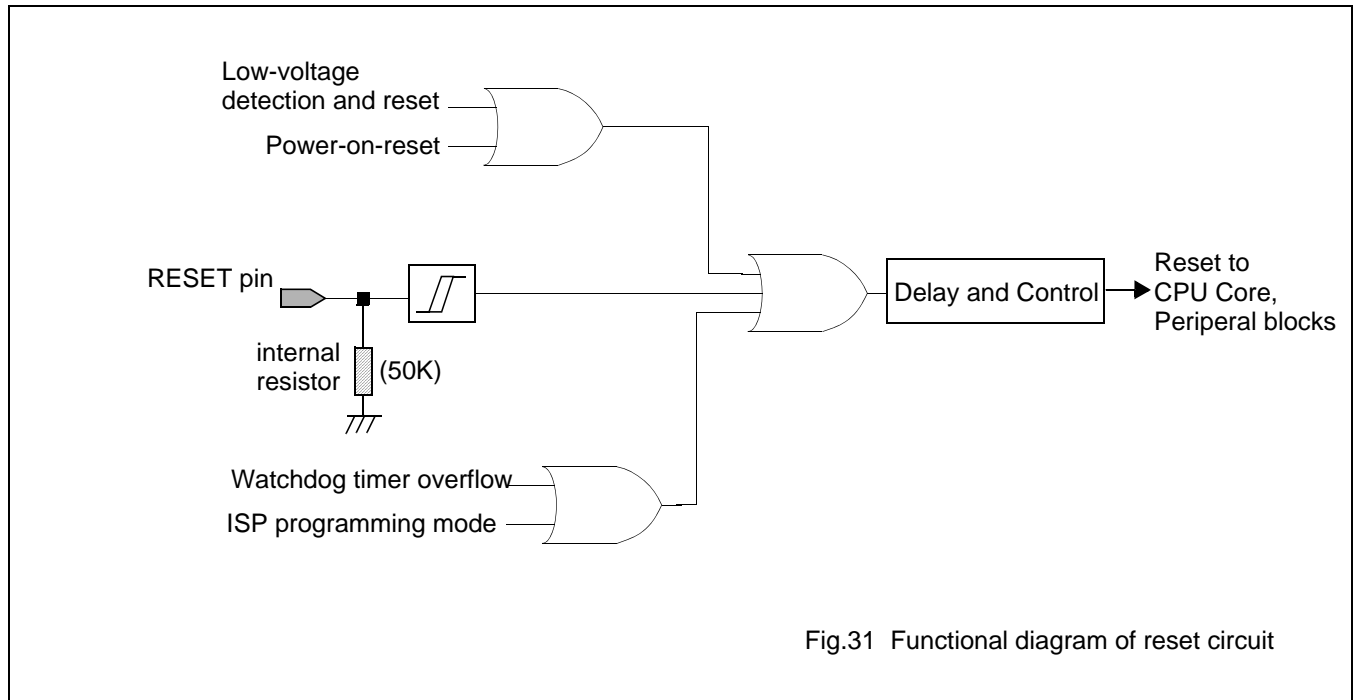 Low-voltage
detection and reset
Power-on-reset
RESET pin
internal
resistor
(50K)
Delay and Control
Reset to
CPU Core,
Periperal blocks
Watchdog timer overflow
ISP programming mode
Fig.31 Functional diagram of reset circuit